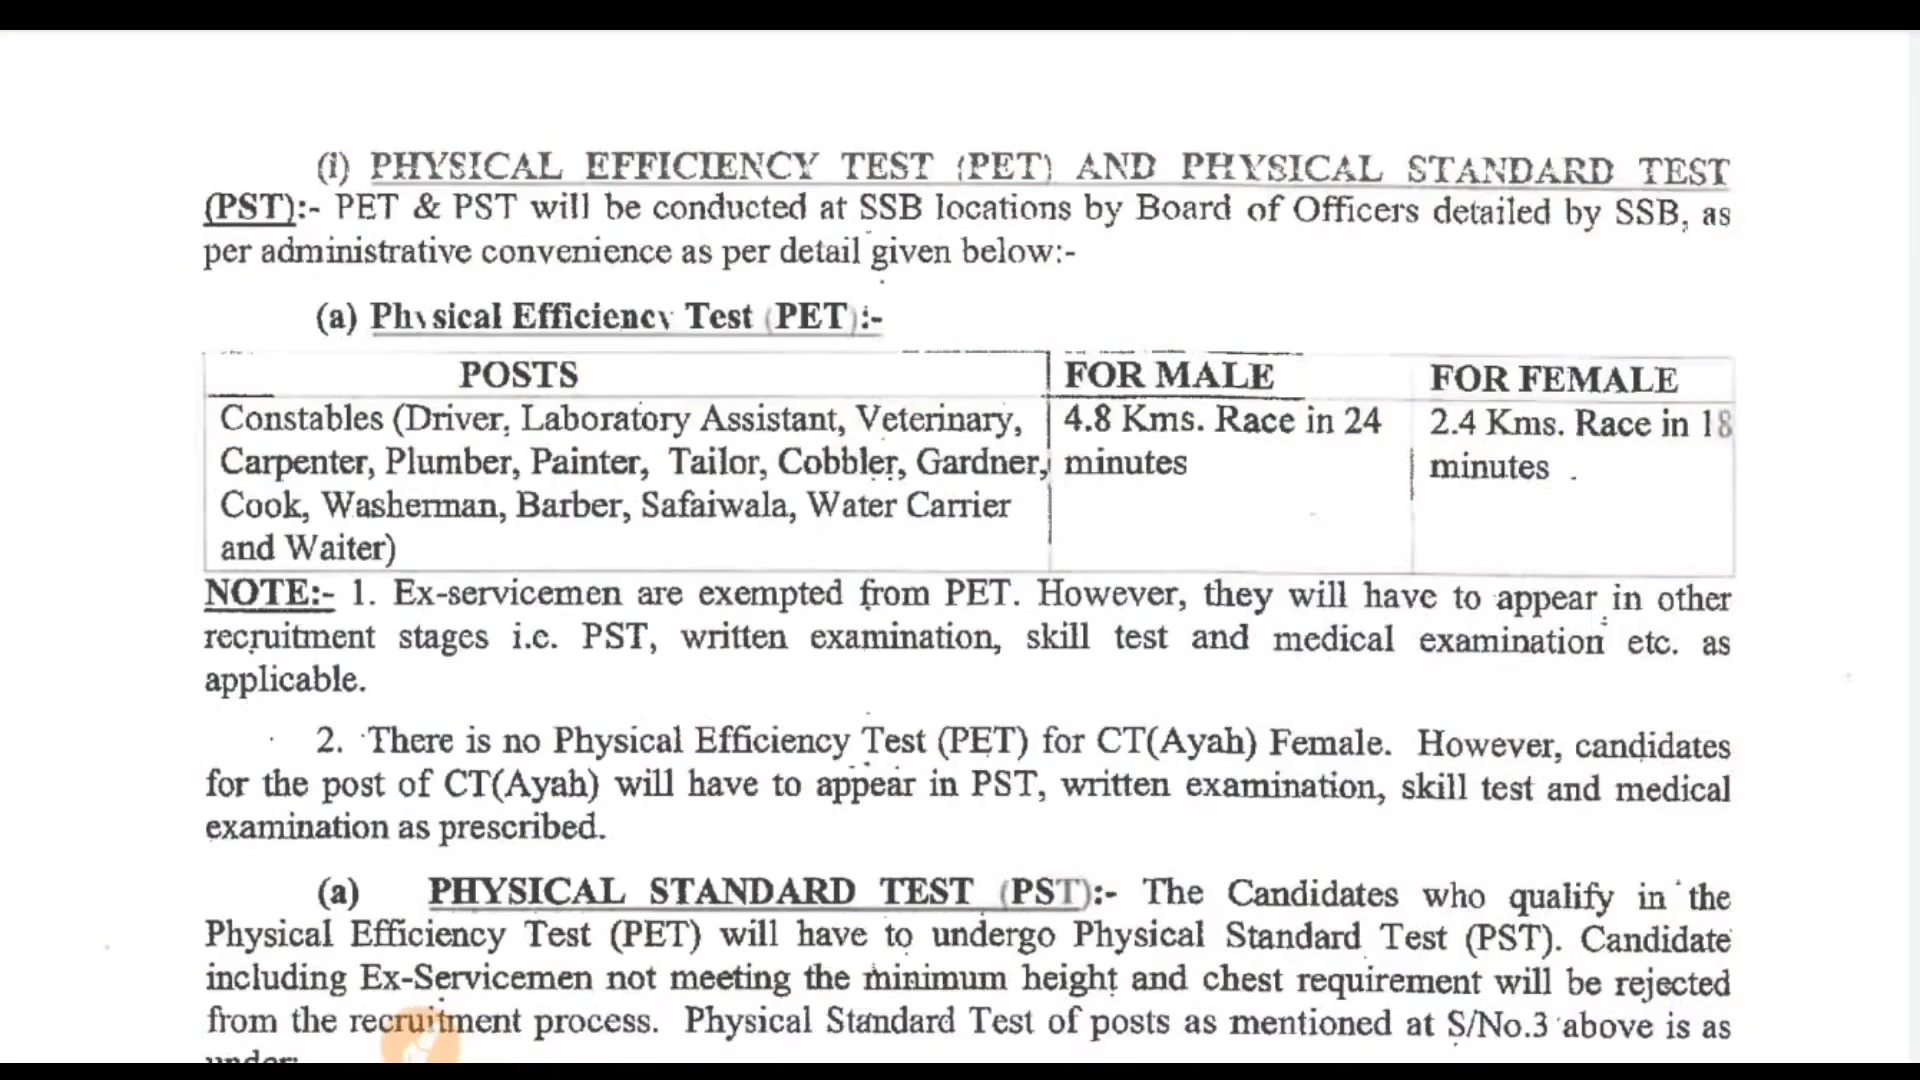 (i) PHYSICAL EFFICIENCY TEST (PET) AND PHYSICAL STANDARD TEST
(PST):- PET & PST will be conducted at SSB locations by Board of Officers detailed by SSB, as
per administrative convenience as per detail given below:-
(a) Physical Efficiency Test (PET):-
POSTS FOR MALE FOR FEMALE
Constables (Driver, Laboratory Assistant, Veterinary, 4.8 Kms. Race in 24 2.4 Kms. Race in 18
Carpenter, Plumber, Painter, Tailor, Cobbler, Gardner, minutes minutes
Cook, Washerman, Barber, Safaiwala, Water Carrier
and Waiter)
NOTE:- 1. Ex-servicemen are exempted from PET. However, they will have to appear in other
recruitment stages i.e. PST, written examination, skill test and medical examination etc. as
applicable.
2. There is no Physical Efficiency Test (PET) for CT(Ayah) Female. However, candidates
for the post of CT(Ayah) will have to appear in PST, written examination, skill test and medical
examination as prescribed.
(a) PHYSICAL STANDARD TEST (PST):- The Candidates who qualify in the
Physical Efficiency Test (PET) will have to undergo Physical Standard Test (PST). Candidate
including Ex-Servicemen not meeting the minimum height and chest requirement will be rejected
from the recruitment process. Physical Standard Test of posts as mentioned at S/No.3 above is as
under: